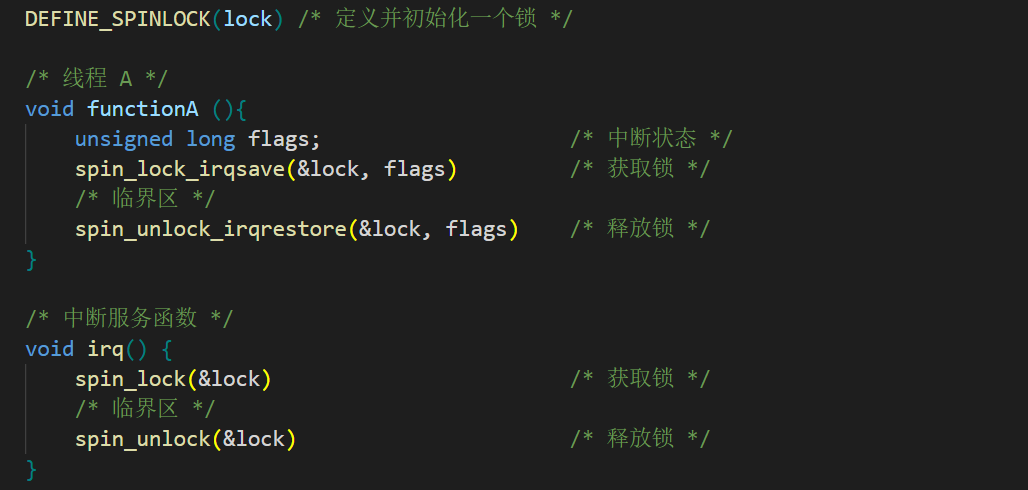 DEFINE_SPINLOCK(lock) /* 定义并初始化一个锁 */
/* 线程 A */
void functionA (){
unsigned long flags; /* 中断状态 */
spin_lock_irqsave(&lock, flags) /* 获取锁 */
/* 临界区 */
spin_unlock_irqrestore(&lock, flags) /* 释放锁 */
}
/* 中断服务函数 */
void irq() {
spin_lock(&lock) /* 获取锁 */
/* 临界区 */
spin_unlock(&lock) /* 释放锁 */
}